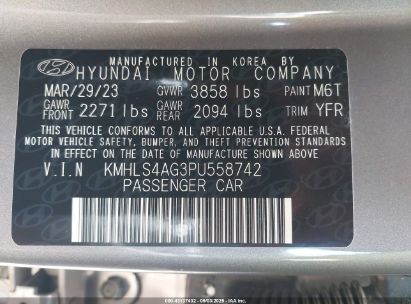 MANUFACTURED IN KOREA BY
HYUNDAI MOTOR COMPANY
MAR/29/23 GVWR 3858 lbs PAINT M6T
GAWR FRONT 2271 lbs GAWR REAR 2094 lbs TRIM YFR
THIS VEHICLE CONFORMS TO ALL APPLICABLE U.S.A. FEDERAL
MOTOR VEHICLE SAFETY, BUMPER, AND THEFT PREVENTION STANDARDS
IN EFFECT ON THE DATE OF MANUFACTURE SHOWN ABOVE.
V.I.N KMHLS4AG3PU558742
PASSENGER CAR